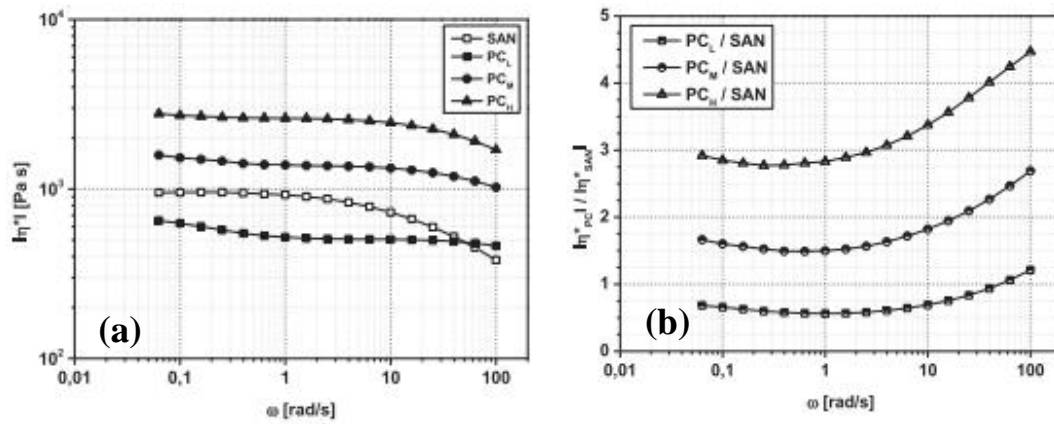 10⁴
10³
10²
|η*| [Pa s]
SAN
PC_L
PC_M
PC_H
(a)
0,01 0,1 1 10 100
ω [rad/s]
5
4
3
2
1
0
|η*_PC| / |η*_SAN|
PC_L / SAN
PC_M / SAN
PC_H / SAN
(b)
0,01 0,1 1 10 100
ω [rad/s]